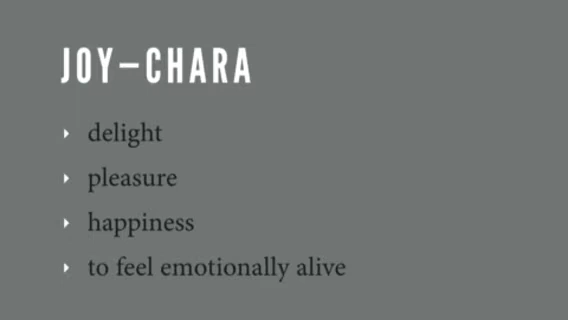 JOY–CHARA
delight
pleasure
happiness
to feel emotionally alive